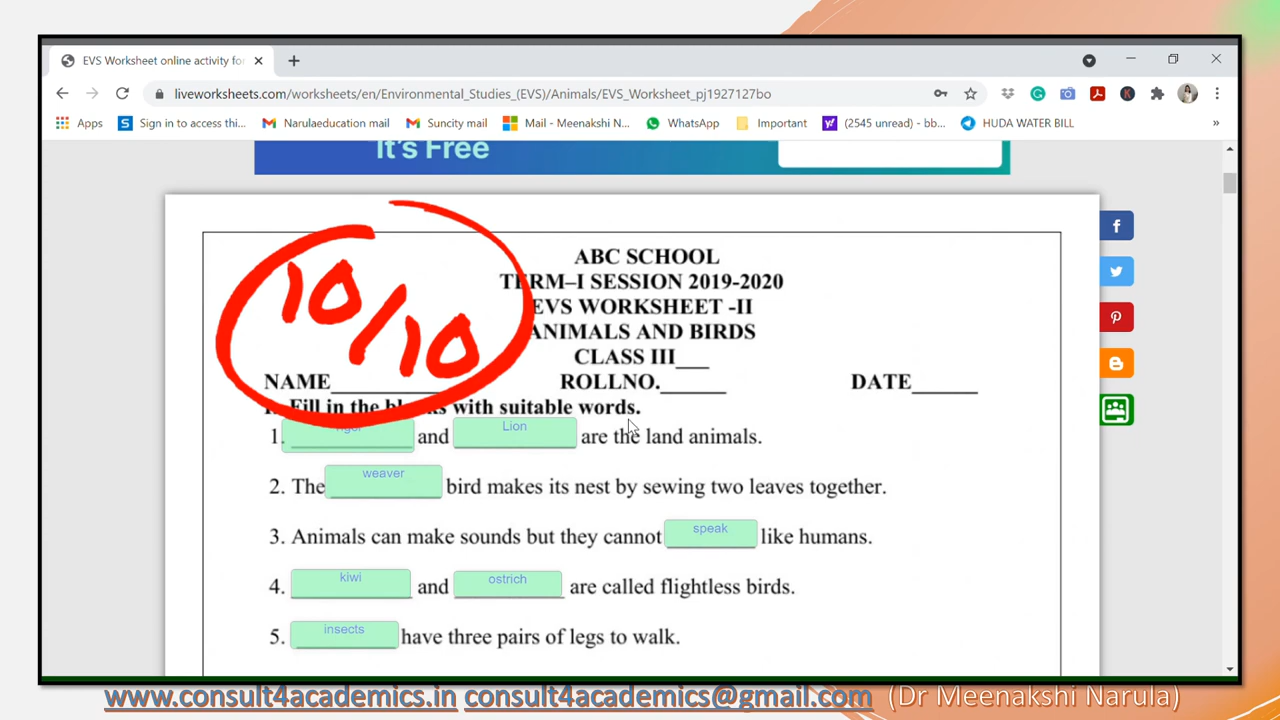 EVS Worksheet online activity for
liveworksheets.com/worksheets/en/Environmental_Studies_(EVS)/Animals/EVS_Worksheet_pj1927127bo
Apps Sign in to access thi... Narulaeducation mail Suncity mail Mail - Meenakshi N... WhatsApp Important (2545 unread) - bb... HUDA WATER BILL »
It's Free
10/10
ABC SCHOOL
TERM–I SESSION 2019-2020
EVS WORKSHEET -II
ANIMALS AND BIRDS
CLASS III___
NAME__________ ROLLNO.______ DATE______
I. Fill in the blanks with suitable words.
1. Tiger and Lion are the land animals.
2. The weaver bird makes its nest by sewing two leaves together.
3. Animals can make sounds but they cannot speak like humans.
4. kiwi and ostrich are called flightless birds.
5. insects have three pairs of legs to walk.
www.consult4academics.in consult4academics@gmail.com (Dr Meenakshi Narula)